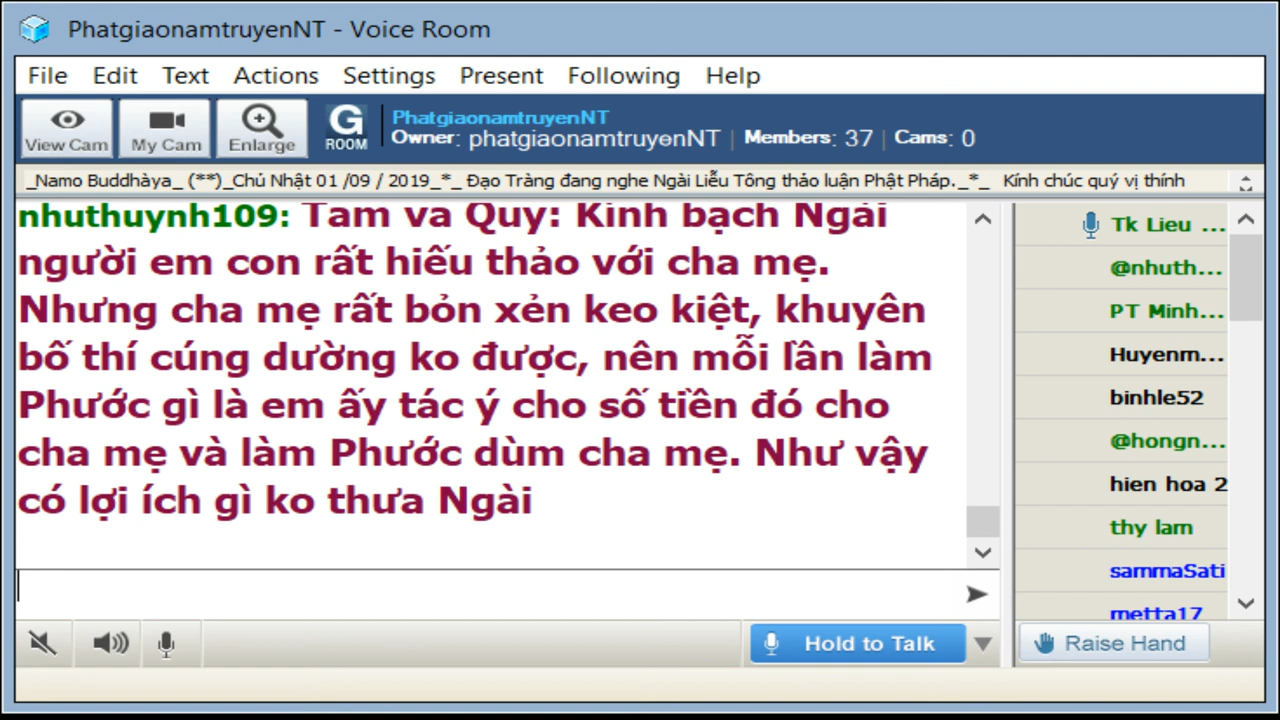 PhatgiaonamtruyenNT - Voice Room
File Edit Text Actions Settings Present Following Help
View Cam My Cam Enlarge G ROOM
PhatgiaonamtruyenNT
Owner: phatgiaonamtruyenNT | Members: 37 | Cams: 0
_Namo Buddhàya_ (**)_Chủ Nhật 01 /09 / 2019_*_ Đạo Tràng đang nghe Ngài Liễu Tông thảo luận Phật Pháp._*_ Kính chúc quý vị thính
nhuthuynh109: Tam va Quy: Kính bạch Ngài
người em con rất hiếu thảo với cha mẹ.
Nhưng cha mẹ rất bỏn xẻn keo kiệt, khuyên
bố thí cúng dường ko được, nên mỗi lần làm
Phước gì là em ấy tác ý cho số tiền đó cho
cha mẹ và làm Phước dùm cha mẹ. Như vậy
có lợi ích gì ko thưa Ngài
Tk Lieu ...
@nhuth...
PT Minh...
Huyenm...
binhle52
@hongn...
hien hoa 2
thy lam
sammaSati
metta17
Hold to Talk
Raise Hand